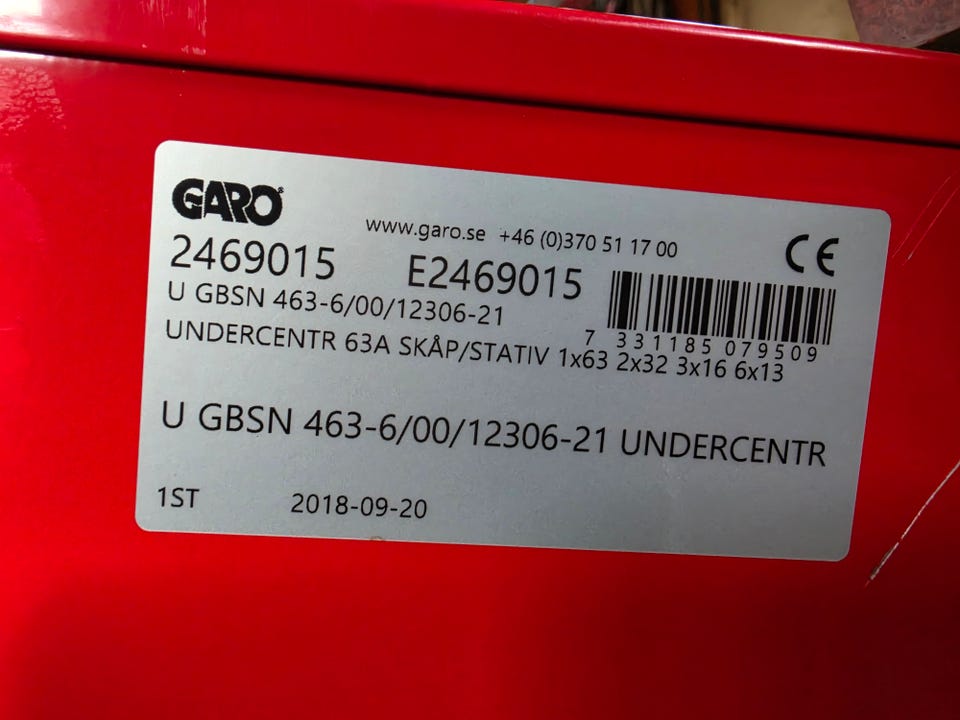 GARO
www.garo.se +46 (0)370 51 17 00
CE
2469015 E2469015
U GBSN 463-6/00/12306-21
7 331185 079509
UNDERCENTR 63A SKÅP/STATIV 1x63 2x32 3x16 6x13
U GBSN 463-6/00/12306-21 UNDERCENTR
1ST 2018-09-20